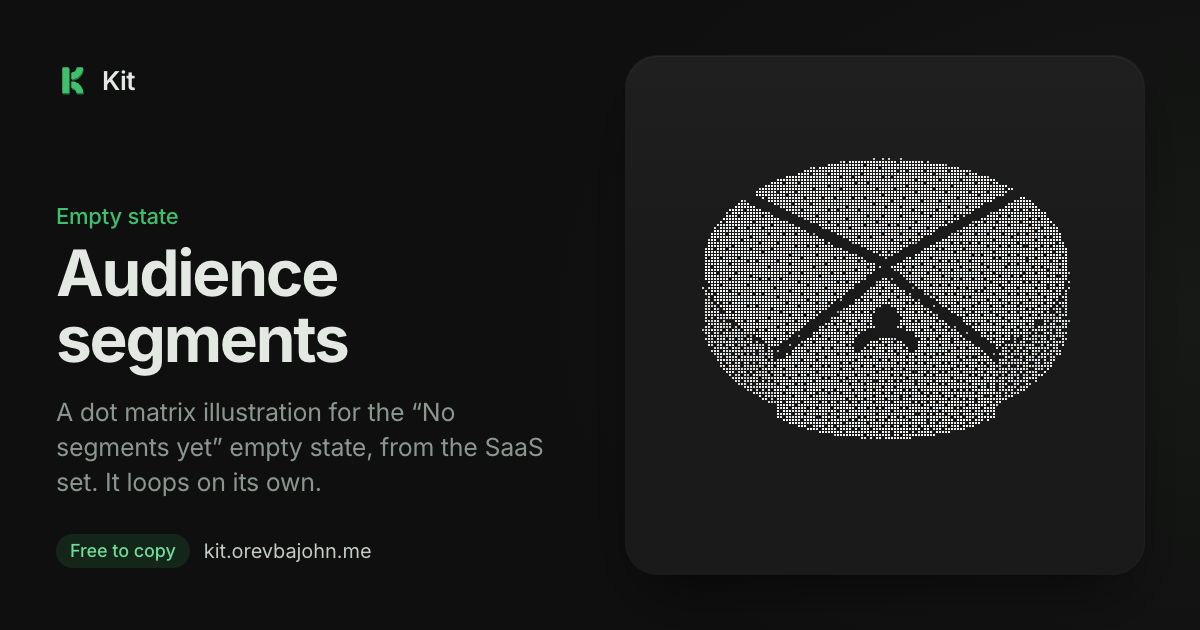 Kit
Empty state
Audience
segments
A dot matrix illustration for the “No
segments yet” empty state, from the SaaS
set. It loops on its own.
Free to copy
kit.orevbajohn.me